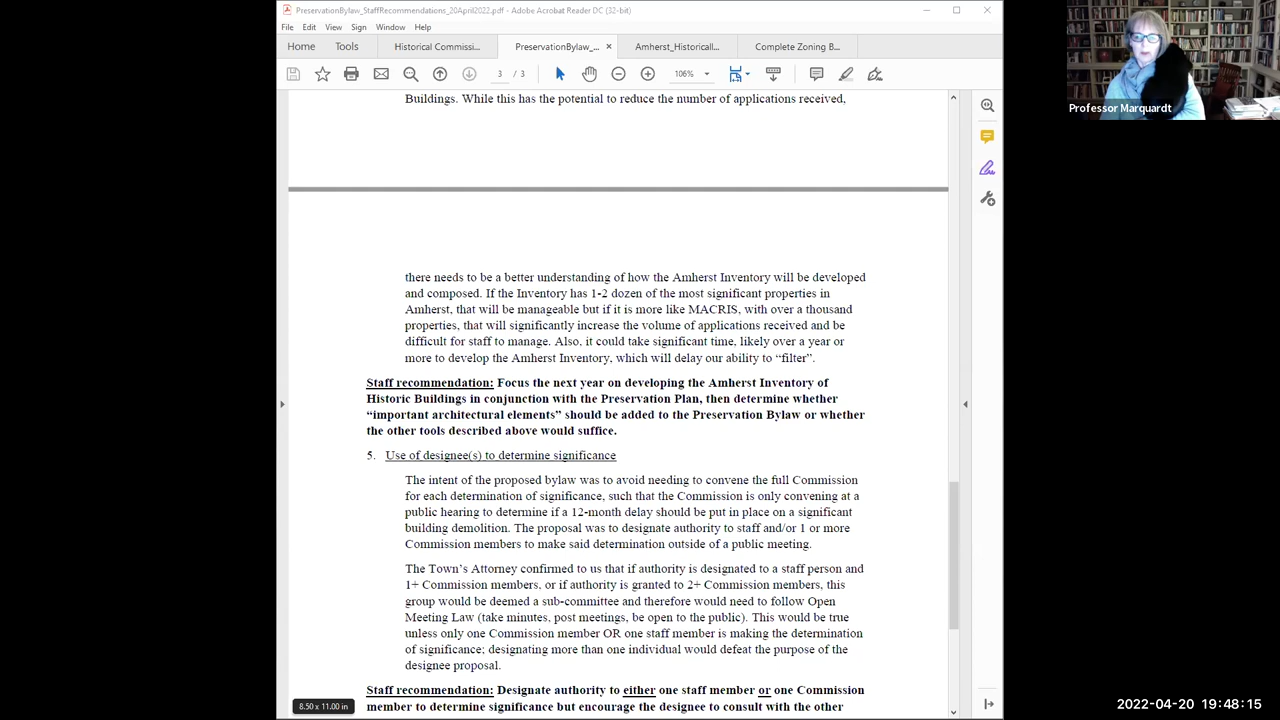 PreservationBylaw_StaffRecommendations_20April2022.pdf - Adobe Acrobat Reader DC (32-bit)
File Edit View Sign Window Help
Home Tools Historical Commissi... PreservationBylaw_... × Amherst_Historicall... Complete Zoning B...
3 / 3 106%
Buildings. While this has the potential to reduce the number of applications received,
there needs to be a better understanding of how the Amherst Inventory will be developed
and composed. If the Inventory has 1-2 dozen of the most significant properties in
Amherst, that will be manageable but if it is more like MACRIS, with over a thousand
properties, that will significantly increase the volume of applications received and be
difficult for staff to manage. Also, it could take significant time, likely over a year or
more to develop the Amherst Inventory, which will delay our ability to “filter”.
Staff recommendation: Focus the next year on developing the Amherst Inventory of
Historic Buildings in conjunction with the Preservation Plan, then determine whether
“important architectural elements” should be added to the Preservation Bylaw or whether
the other tools described above would suffice.
5. Use of designee(s) to determine significance
The intent of the proposed bylaw was to avoid needing to convene the full Commission
for each determination of significance, such that the Commission is only convening at a
public hearing to determine if a 12-month delay should be put in place on a significant
building demolition. The proposal was to designate authority to staff and/or 1 or more
Commission members to make said determination outside of a public meeting.
The Town’s Attorney confirmed to us that if authority is designated to a staff person and
1+ Commission members, or if authority is granted to 2+ Commission members, this
group would be deemed a sub-committee and therefore would need to follow Open
Meeting Law (take minutes, post meetings, be open to the public). This would be true
unless only one Commission member OR one staff member is making the determination
of significance; designating more than one individual would defeat the purpose of the
designee proposal.
Staff recommendation: Designate authority to either one staff member or one Commission
member to determine significance but encourage the designee to consult with the other
8.50 x 11.00 in
Professor Marquardt
2022-04-20 19:48:15